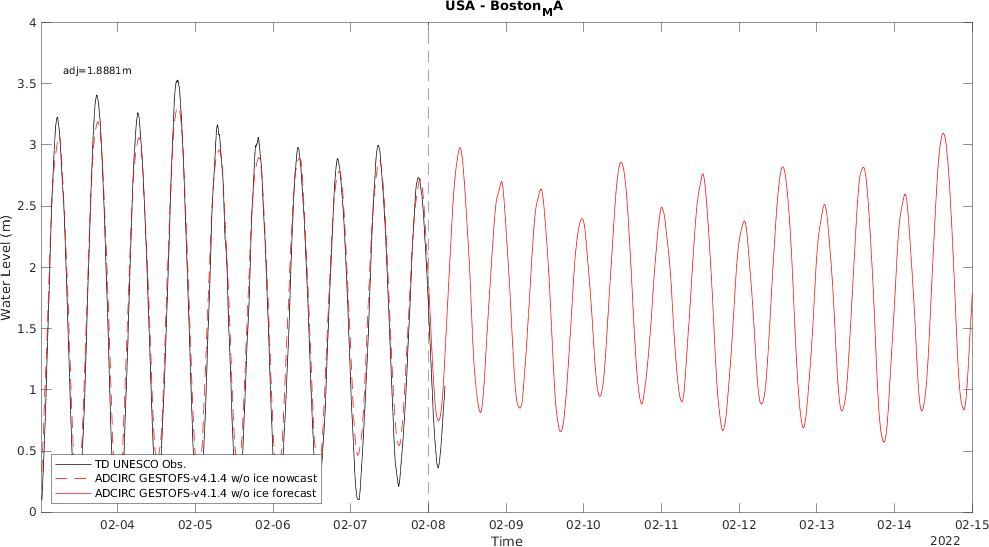 USA - Boston_MA
4
adj=1.8881m
3.5
3
2.5
2
1.5
1
0.5
0
Water Level (m)
TD UNESCO Obs.
ADCIRC GESTOFS-v4.1.4 w/o ice nowcast
ADCIRC GESTOFS-v4.1.4 w/o ice forecast
02-04 02-05 02-06 02-07 02-08 02-09 02-10 02-11 02-12 02-13 02-14 02-15
Time
2022